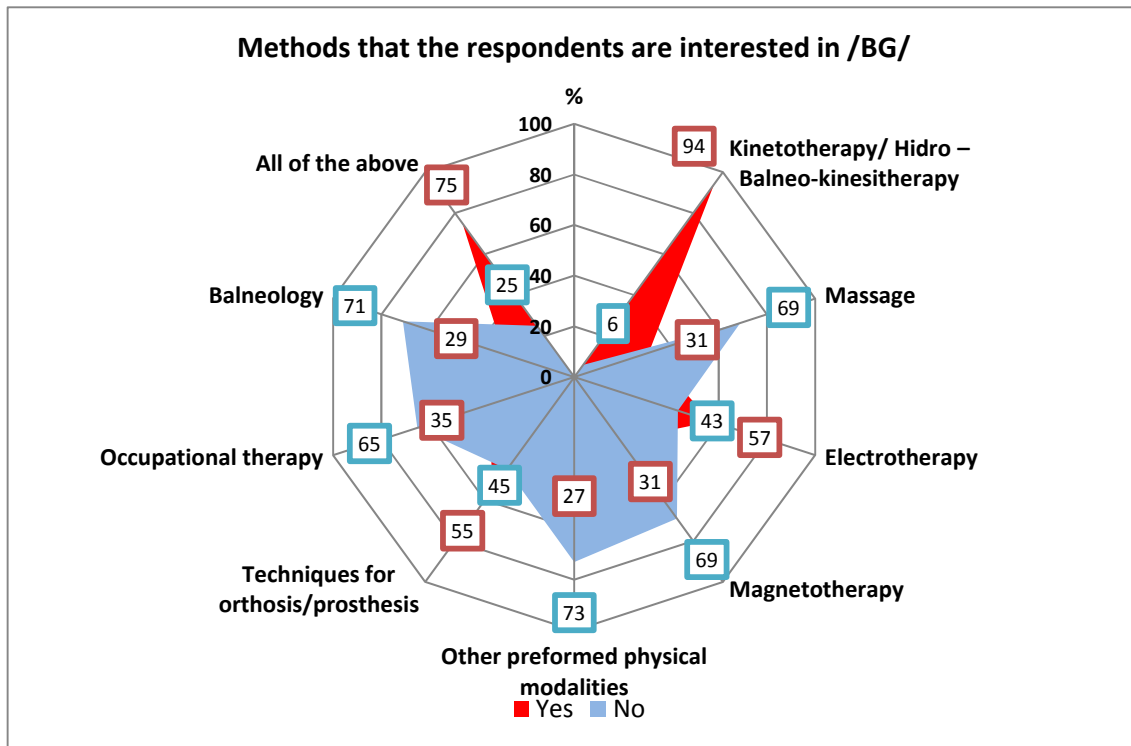 Methods that the respondents are interested in /BG/
%
100
80
60
40
20
0
94
Kinetotherapy/ Hidro –
Balneo-kinesitherapy
6
Massage
69
31
Electrotherapy
43
57
Magnetotherapy
31
69
Other preformed physical
modalities
27
73
Techniques for
orthosis/prosthesis
45
55
Occupational therapy
35
65
Balneology
71
29
All of the above
75
25
Yes No